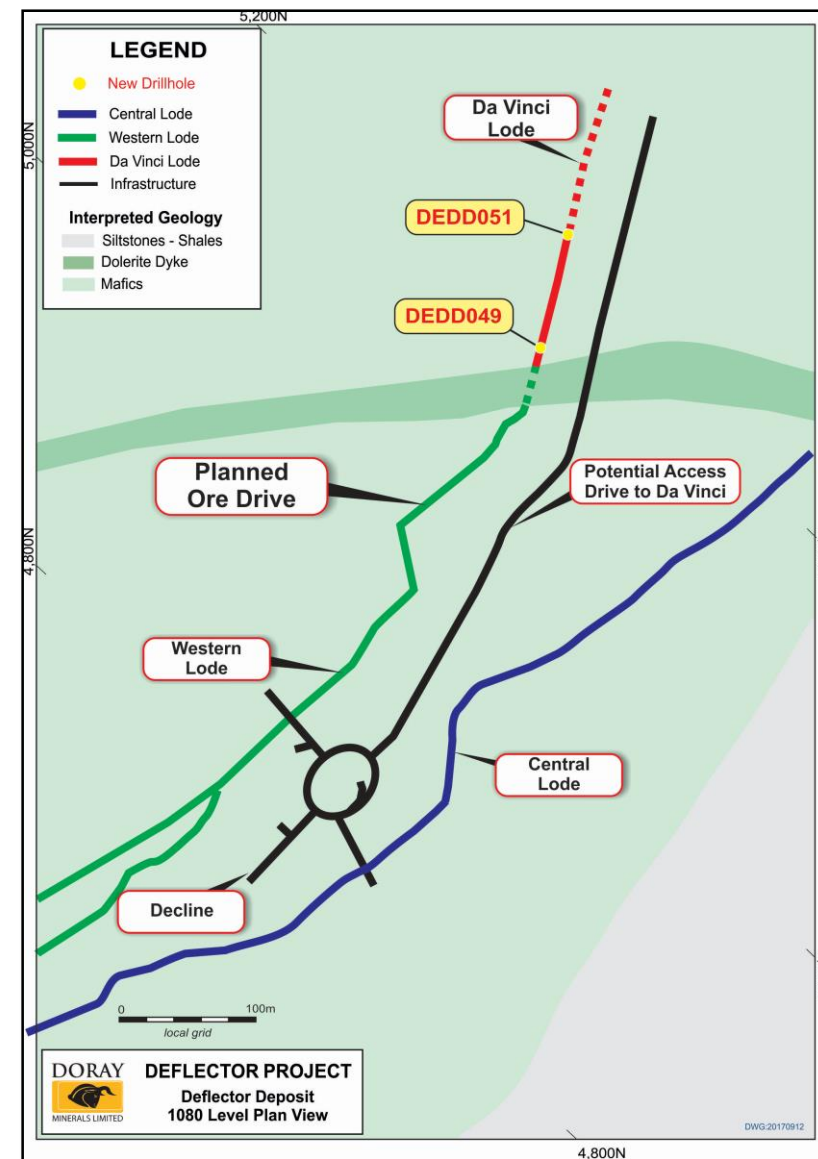 5,200N
LEGEND
New Drillhole
Central Lode
Western Lode
Da Vinci Lode
Infrastructure
Interpreted Geology
Siltstones - Shales
Dolerite Dyke
Mafics
5,000N
Da Vinci
Lode
DEDD051
DEDD049
Planned
Ore Drive
Potential Access
Drive to Da Vinci
4,800N
Western
Lode
Central
Lode
Decline
0
100m
local grid
DORAY
MINERALS LIMITED
DEFLECTOR PROJECT
Deflector Deposit
1080 Level Plan View
DWG:20170912
4,800N